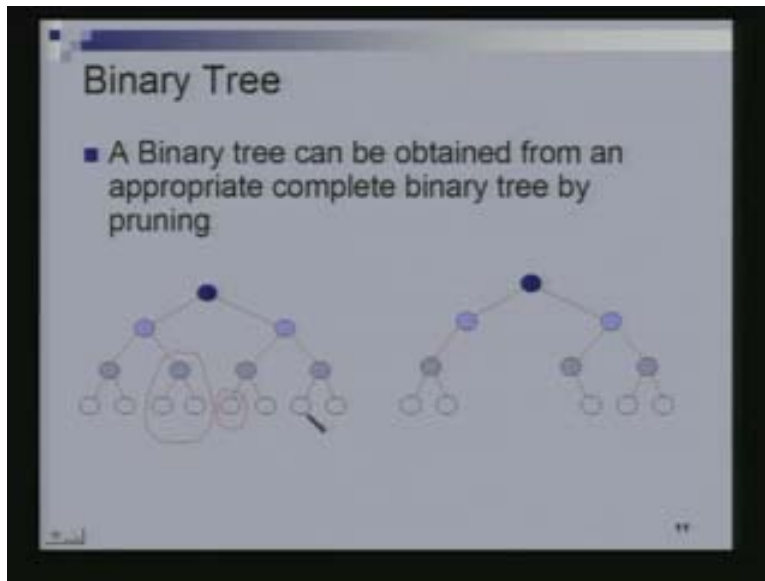 Binary Tree
A Binary tree can be obtained from an
appropriate complete binary tree by
pruning